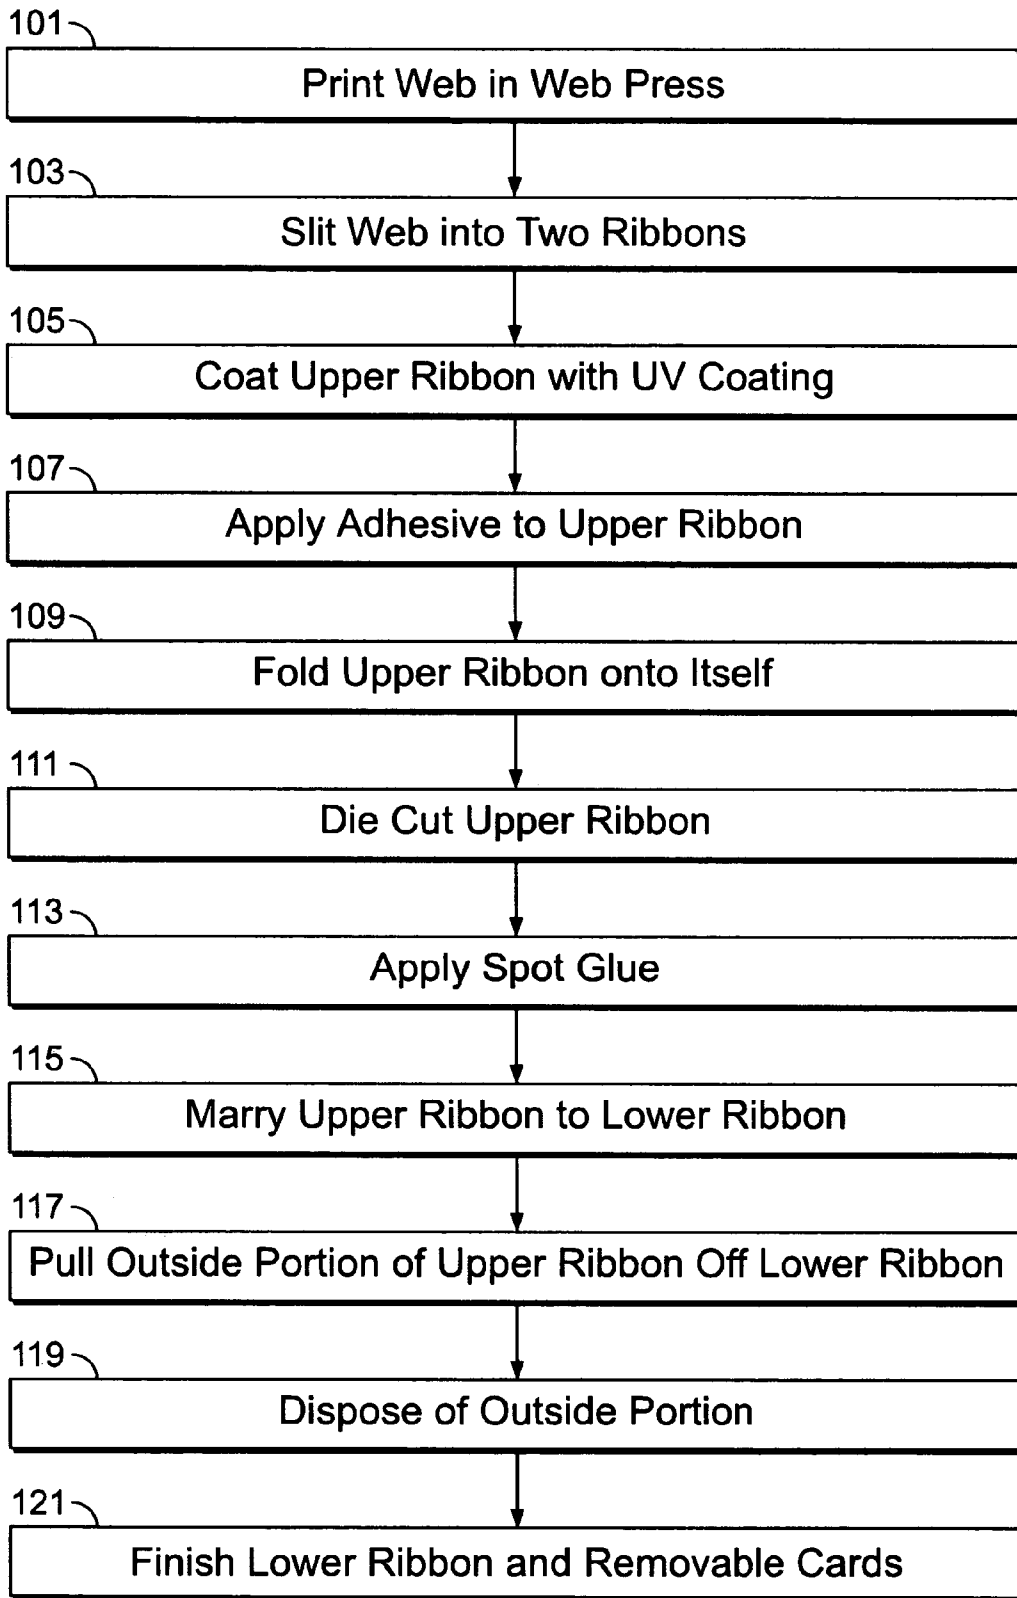 101
Print Web in Web Press
103
Slit Web into Two Ribbons
105
Coat Upper Ribbon with UV Coating
107
Apply Adhesive to Upper Ribbon
109
Fold Upper Ribbon onto Itself
111
Die Cut Upper Ribbon
113
Apply Spot Glue
115
Marry Upper Ribbon to Lower Ribbon
117
Pull Outside Portion of Upper Ribbon Off Lower Ribbon
119
Dispose of Outside Portion
121
Finish Lower Ribbon and Removable Cards